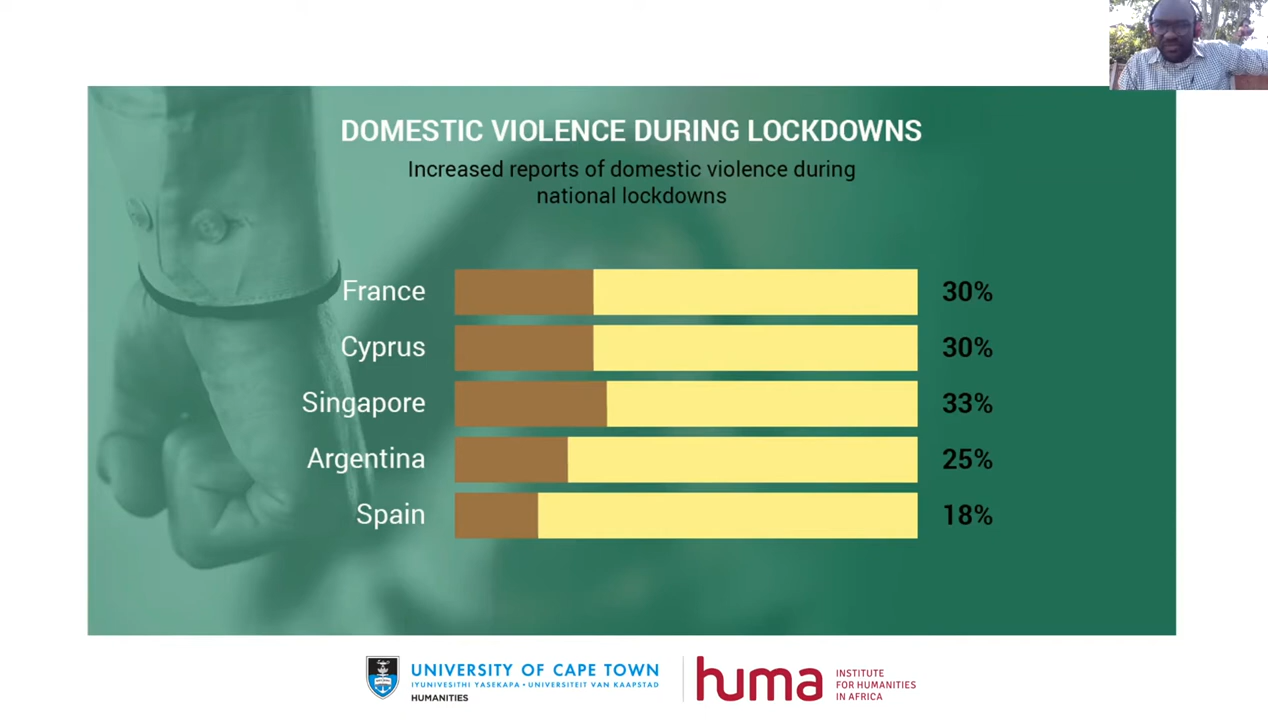 DOMESTIC VIOLENCE DURING LOCKDOWNS
Increased reports of domestic violence during
national lockdowns
France 30%
Cyprus 30%
Singapore 33%
Argentina 25%
Spain 18%
UNIVERSITY OF CAPE TOWN
IYUNIVESITHI YASEKAPA • UNIVERSITEIT VAN KAAPSTAD
HUMANITIES
huma
INSTITUTE
FOR HUMANITIES
IN AFRICA